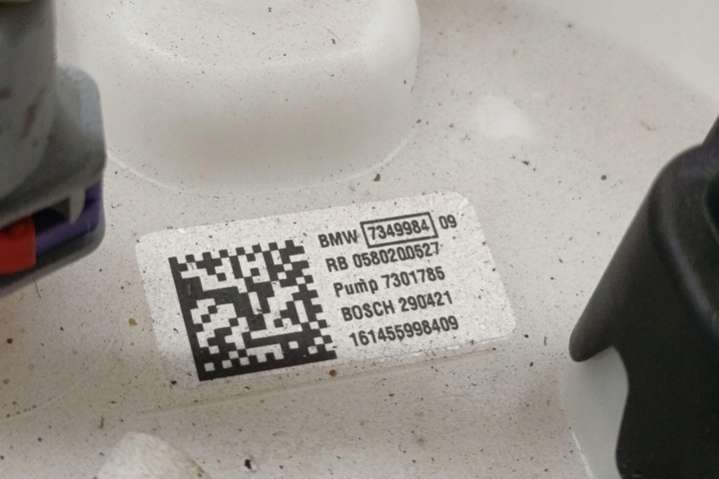 BMW 7349984 09
RB 0580200527
Pump 7301785
BOSCH 290421
161455998409